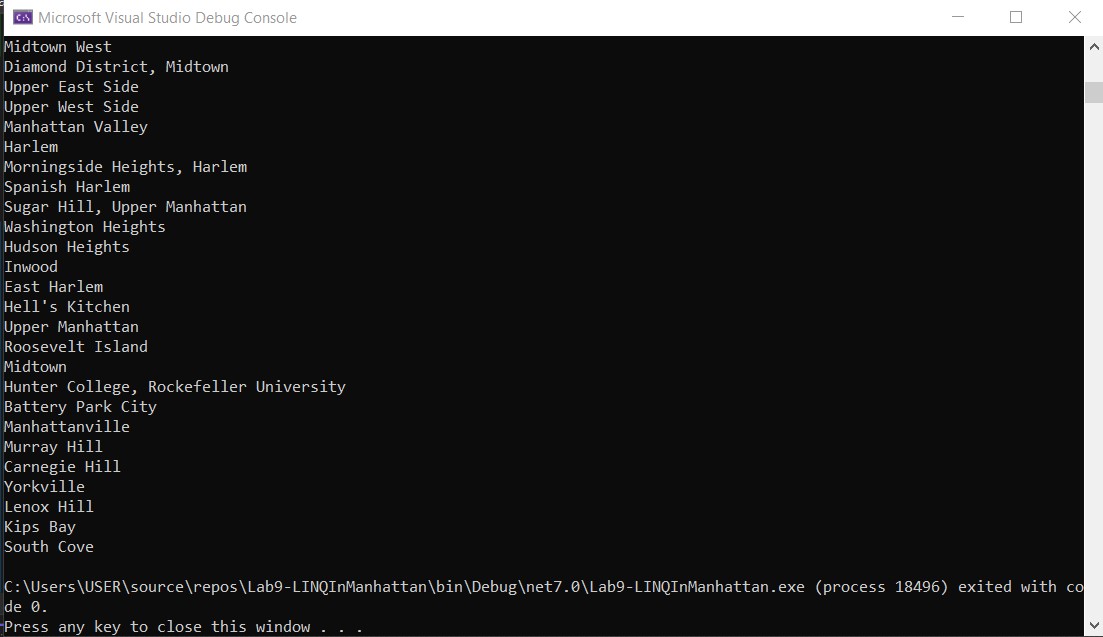 Microsoft Visual Studio Debug Console
Midtown West
Diamond District, Midtown
Upper East Side
Upper West Side
Manhattan Valley
Harlem
Morningside Heights, Harlem
Spanish Harlem
Sugar Hill, Upper Manhattan
Washington Heights
Hudson Heights
Inwood
East Harlem
Hell's Kitchen
Upper Manhattan
Roosevelt Island
Midtown
Hunter College, Rockefeller University
Battery Park City
Manhattanville
Murray Hill
Carnegie Hill
Yorkville
Lenox Hill
Kips Bay
South Cove
C:\Users\USER\source\repos\Lab9-LINQInManhattan\bin\Debug\net7.0\Lab9-LINQInManhattan.exe (process 18496) exited with co
de 0.
Press any key to close this window . . .